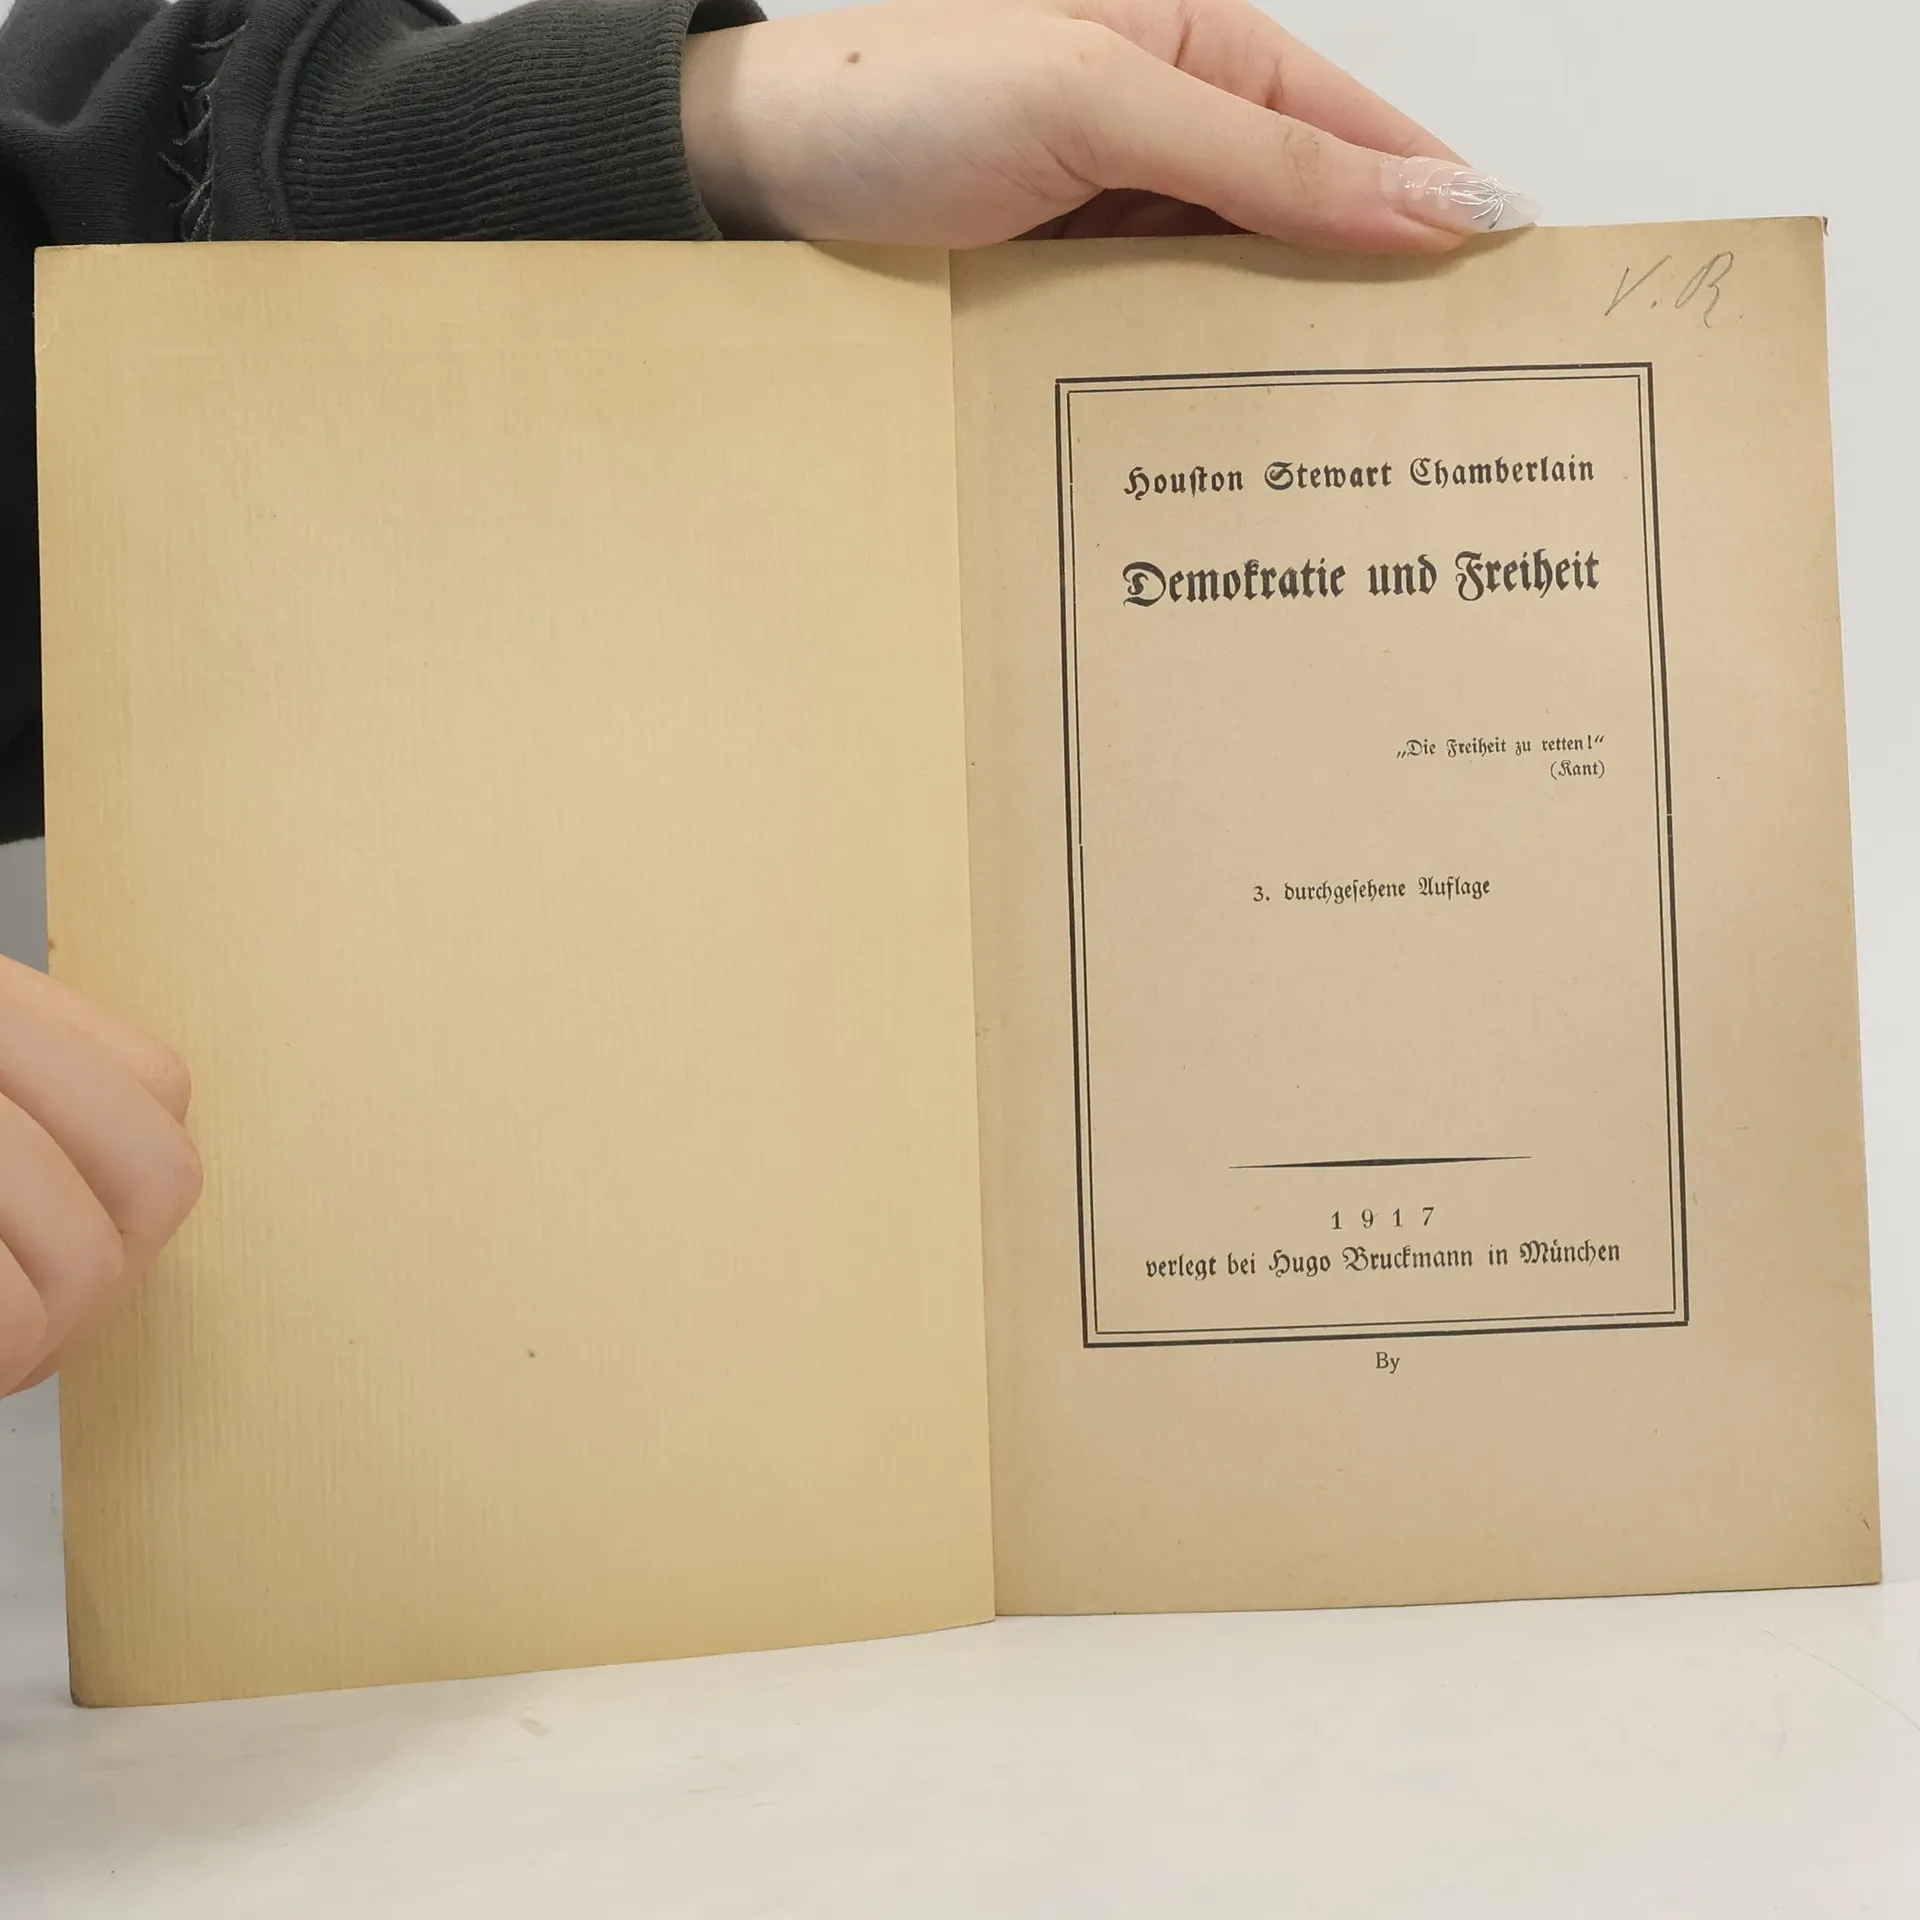 V. R.
Houston Stewart Chamberlain
Demokratie und Freiheit
„Die Freiheit zu retten!“
(Kant)
3. durchgesehene Auflage
1917
verlegt bei Hugo Bruckmann in München
By